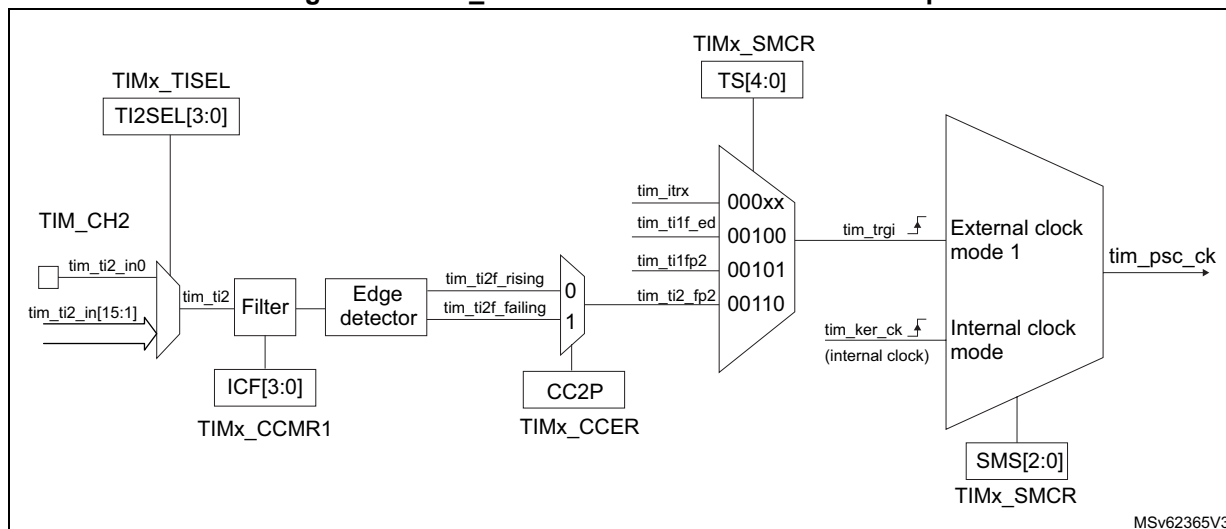 TIMx_SMCR
TS[4:0]
TIMx_TISEL
TI2SEL[3:0]
TIM_CH2
tim_ti2_in0
tim_ti2_in[15:1]
tim_ti2
Filter
ICF[3:0]
TIMx_CCMR1
Edge
detector
tim_ti2f_rising
tim_ti2f_failing
0
1
CC2P
TIMx_CCER
tim_itrx
000xx
tim_ti1f_ed
00100
tim_ti1fp2
00101
tim_ti2_fp2
00110
tim_trgi
External clock
mode 1
tim_ker_ck
(internal clock)
Internal clock
mode
tim_psc_ck
SMS[2:0]
TIMx_SMCR
MSv62365V3